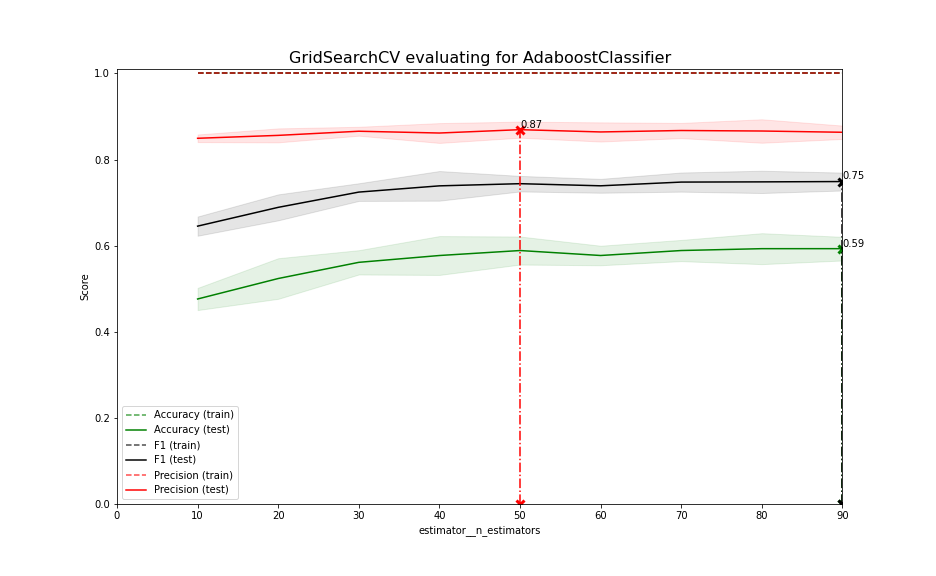 GridSearchCV evaluating for AdaboostClassifier
1.0
0.8
0.6
0.4
0.2
0.0
Score
0.87
0.75
0.59
Accuracy (train)
Accuracy (test)
F1 (train)
F1 (test)
Precision (train)
Precision (test)
0 10 20 30 40 50 60 70 80 90
estimator__n_estimators